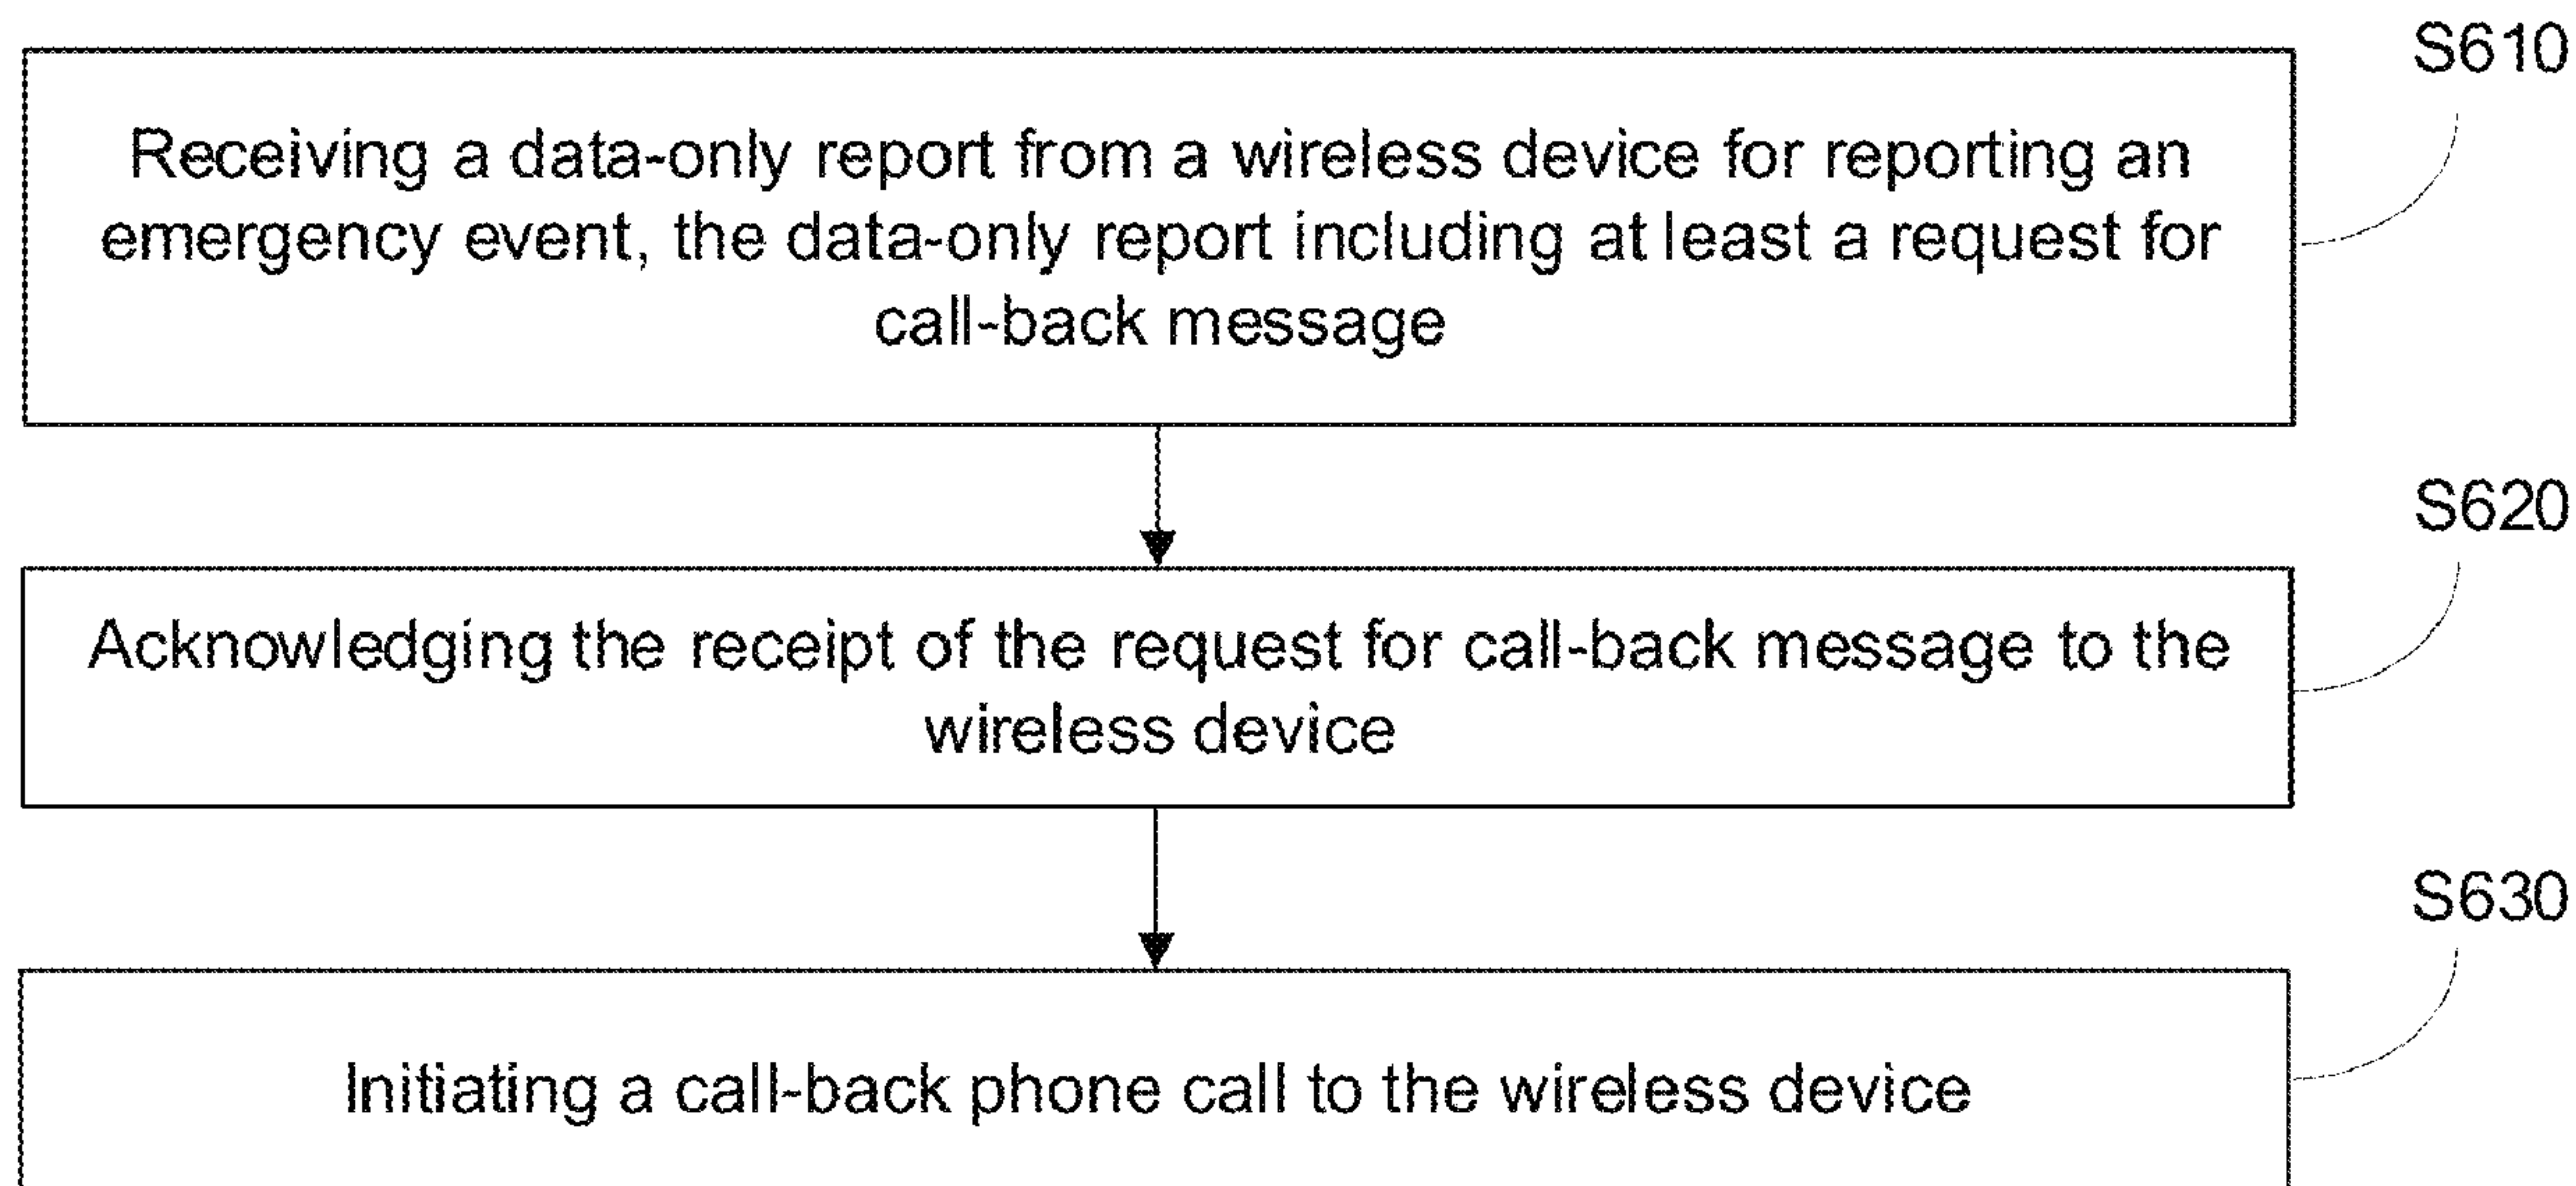 S610
Receiving a data-only report from a wireless device for reporting an
emergency event, the data-only report including at least a request for
call-back message
S620
Acknowledging the receipt of the request for call-back message to the
wireless device
S630
Initiating a call-back phone call to the wireless device